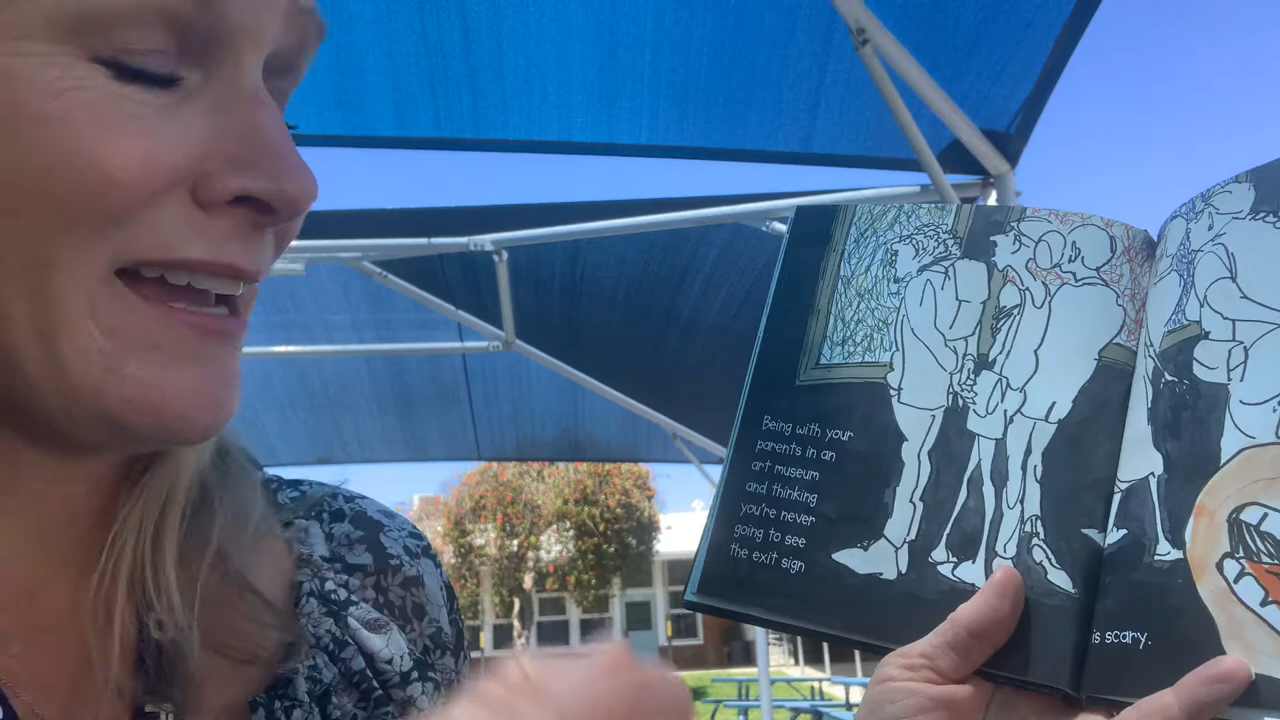 Being with your
parents in an
art museum
and thinking
you're never
going to see
the exit sign
is scary.